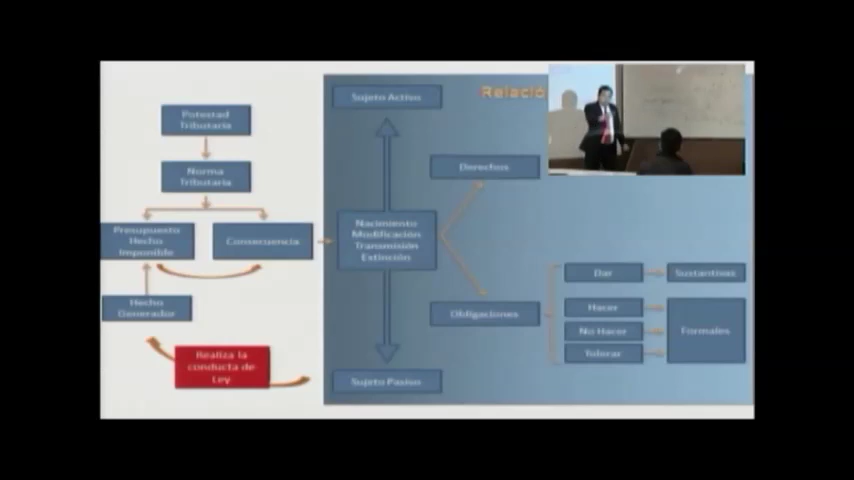 Relació
Potestad
Tributaria
Norma
Tributaria
Presupuesto
Hecho
Imponible
Consecuencia
Hecho
Generador
Realiza la
conducta de
Ley
Sujeto Activo
Nacimiento
Modificación
Transmisión
Extinción
Sujeto Pasivo
Derechos
Obligaciones
Dar
Hacer
No Hacer
Tolerar
Sustantivas
Formales